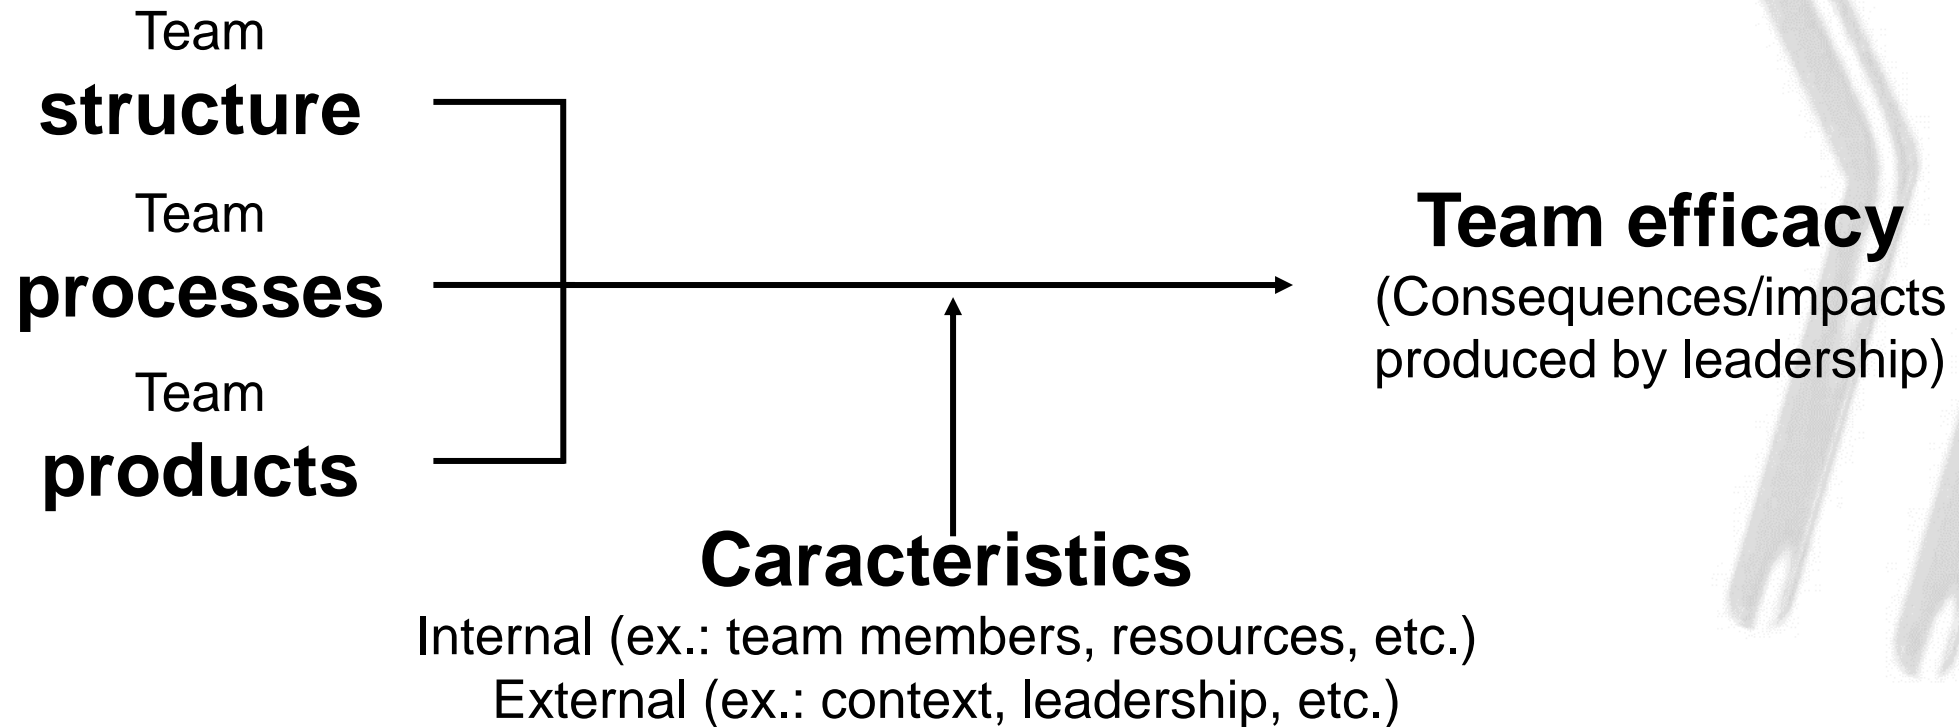 Team
structure
Team
processes
Team
products
Team efficacy
(Consequences/impacts
produced by leadership)
Caracteristics
Internal (ex.: team members, resources, etc.)
External (ex.: context, leadership, etc.)